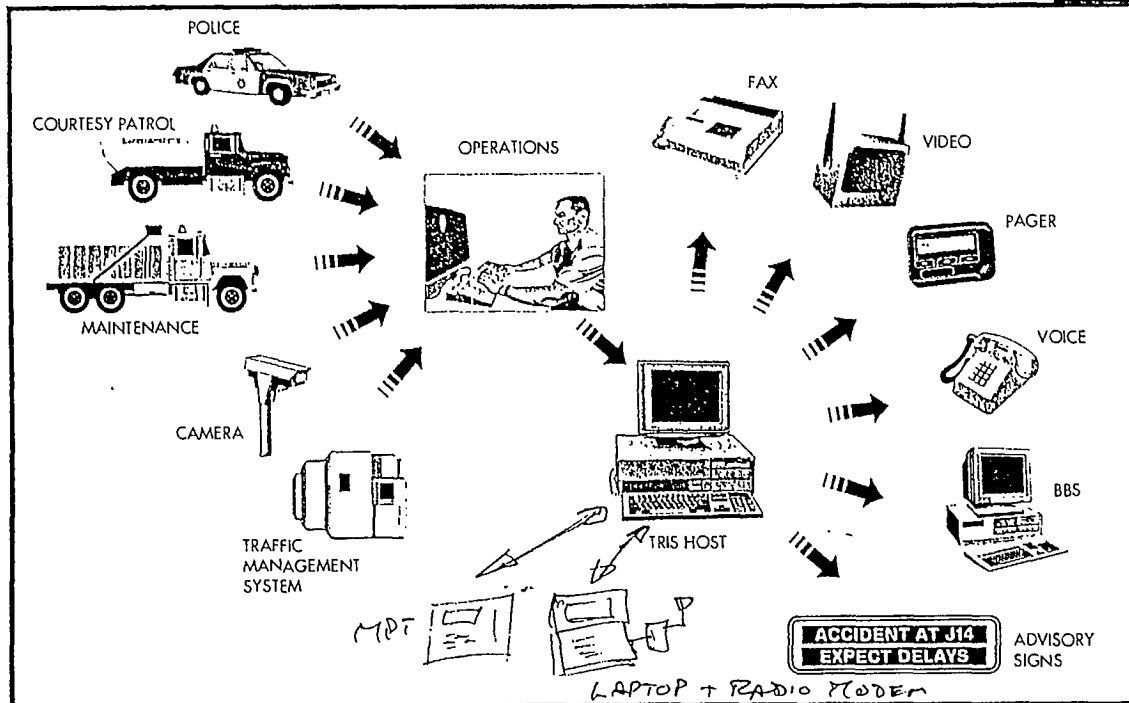 POLICE
COURTESY PATROL
MAINTENANCE
CAMERA
TRAFFIC
MANAGEMENT
SYSTEM
OPERATIONS
TRIS HOST
FAX
VIDEO
PAGER
VOICE
BBS
ACCIDENT AT J14
EXPECT DELAYS
ADVISORY
SIGNS
MDT
LAPTOP + RADIO MODEM